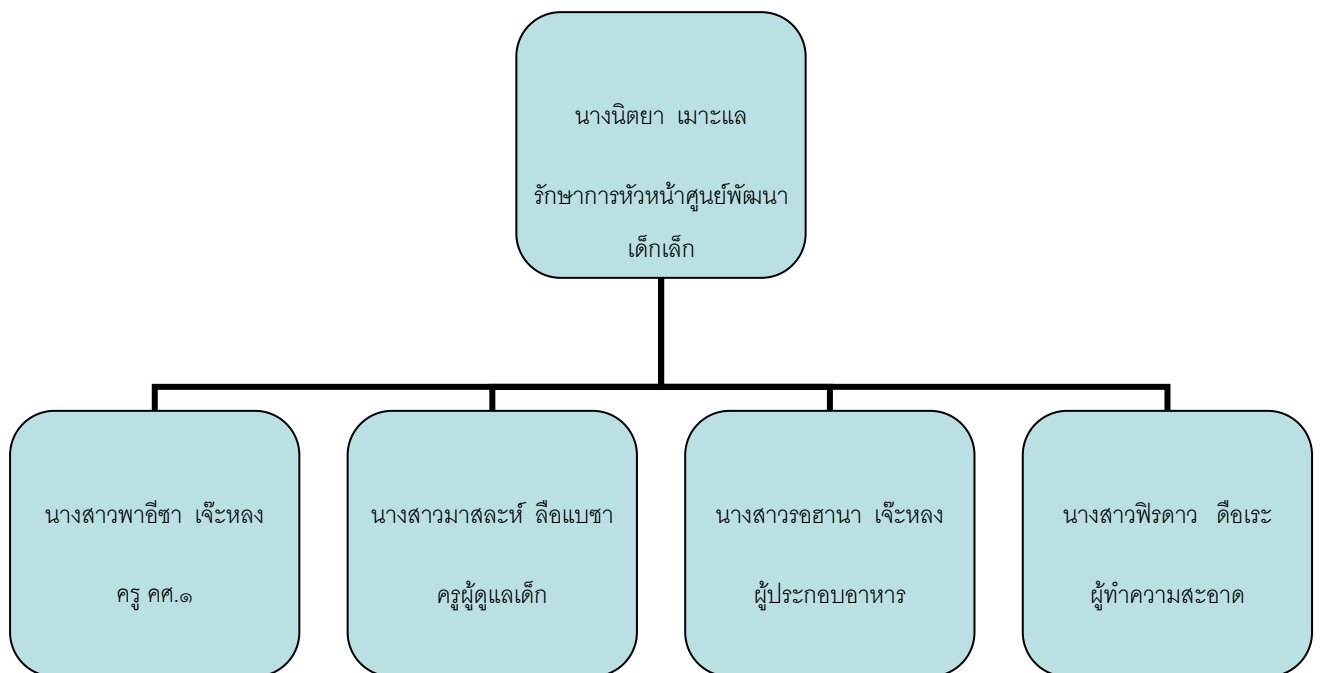 นางนิตยา เมาะแล
รักษาการหัวหน้าศูนย์พัฒนา
เด็กเล็ก
นางสาวพาอีซา เจ๊ะหลง
ครู คศ.๑
นางสาวมาสละห์ ลือแบซา
ครูผู้ดูแลเด็ก
นางสาวรอฮานา เจ๊ะหลง
ผู้ประกอบอาหาร
นางสาวฟิรดาว ดือเระ
ผู้ทำความสะอาด